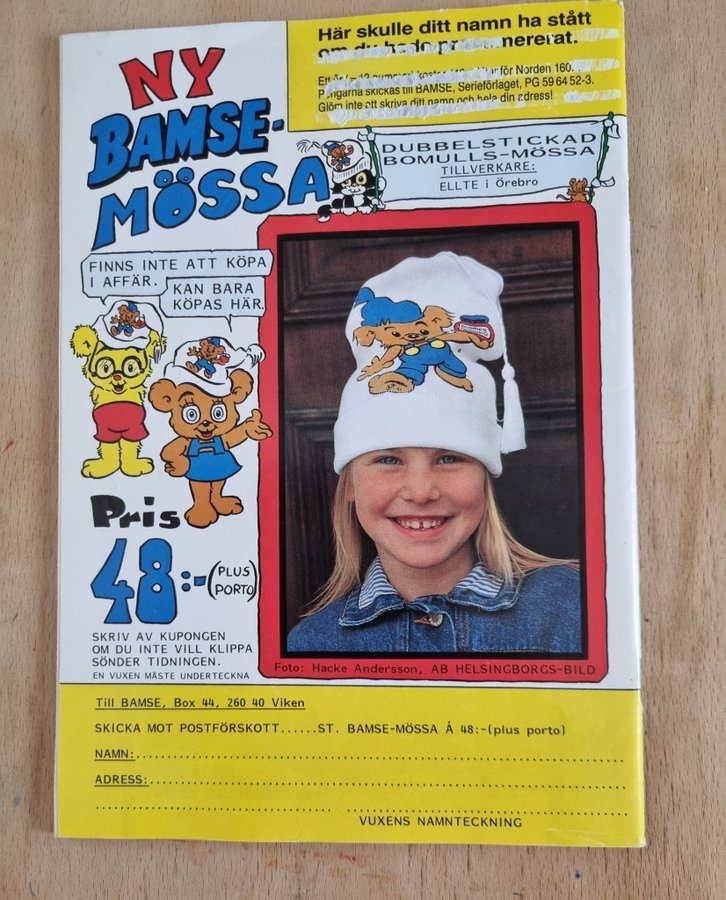 Här skulle ditt namn ha stått
om du hade prenumererat.
för Norden 160.
Pengarna skickas till BAMSE, Serieförlaget, PG 59 64 52-3.
Glöm inte att skriva ditt namn och hela din adress!
NY
BAMSE-
MÖSSA
DUBBELSTICKAD
BOMULLS-MÖSSA
TILLVERKARE:
ELLTE i Örebro
FINNS INTE ATT KÖPA
I AFFÄR.
KAN BARA
KÖPAS HÄR.
Pris
48:-(PLUS
PORTO)
SKRIV AV KUPONGEN
OM DU INTE VILL KLIPPA
SÖNDER TIDNINGEN.
EN VUXEN MÅSTE UNDERTECKNA
Foto: Hacke Andersson, AB HELSINGBORGS-BILD
Till BAMSE, Box 44, 260 40 Viken
SKICKA MOT POSTFÖRSKOTT......ST. BAMSE-MÖSSA Á 48:-(plus porto)
NAMN:
ADRESS:
VUXENS NAMNTECKNING